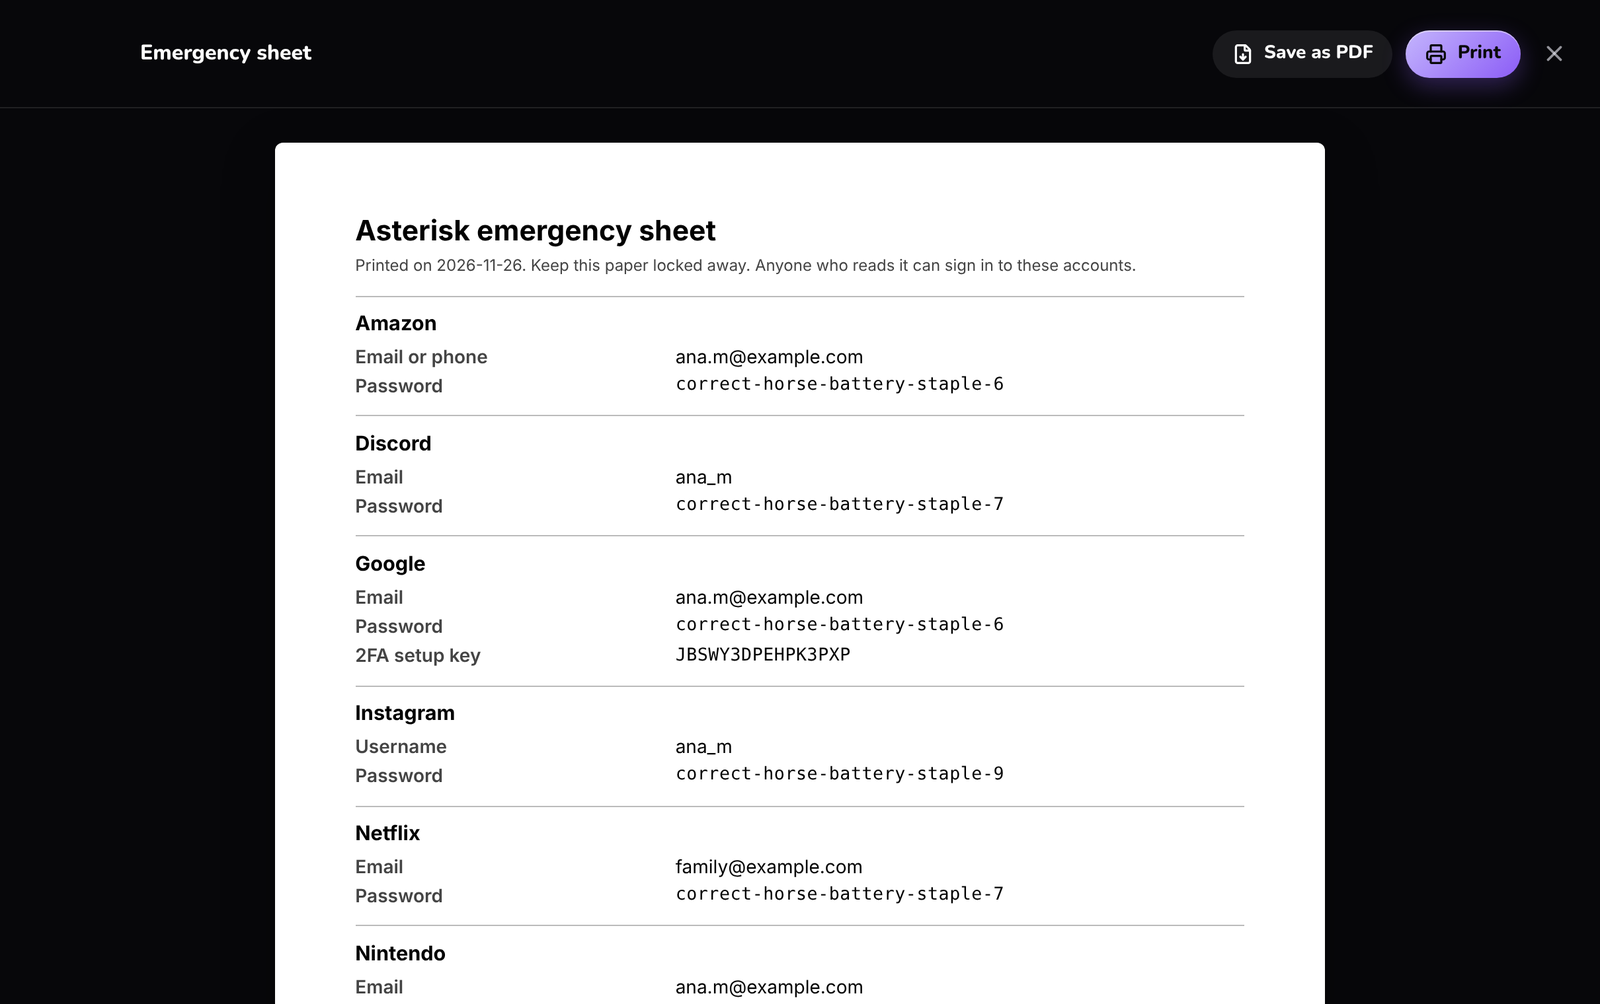 Emergency sheet
Save as PDF
Print
Asterisk emergency sheet
Printed on 2026-11-26. Keep this paper locked away. Anyone who reads it can sign in to these accounts.
Amazon
Email or phone ana.m@example.com
Password correct-horse-battery-staple-6
Discord
Email ana_m
Password correct-horse-battery-staple-7
Google
Email ana.m@example.com
Password correct-horse-battery-staple-6
2FA setup key JBSWY3DPEHPK3PXP
Instagram
Username ana_m
Password correct-horse-battery-staple-9
Netflix
Email family@example.com
Password correct-horse-battery-staple-7
Nintendo
Email ana.m@example.com